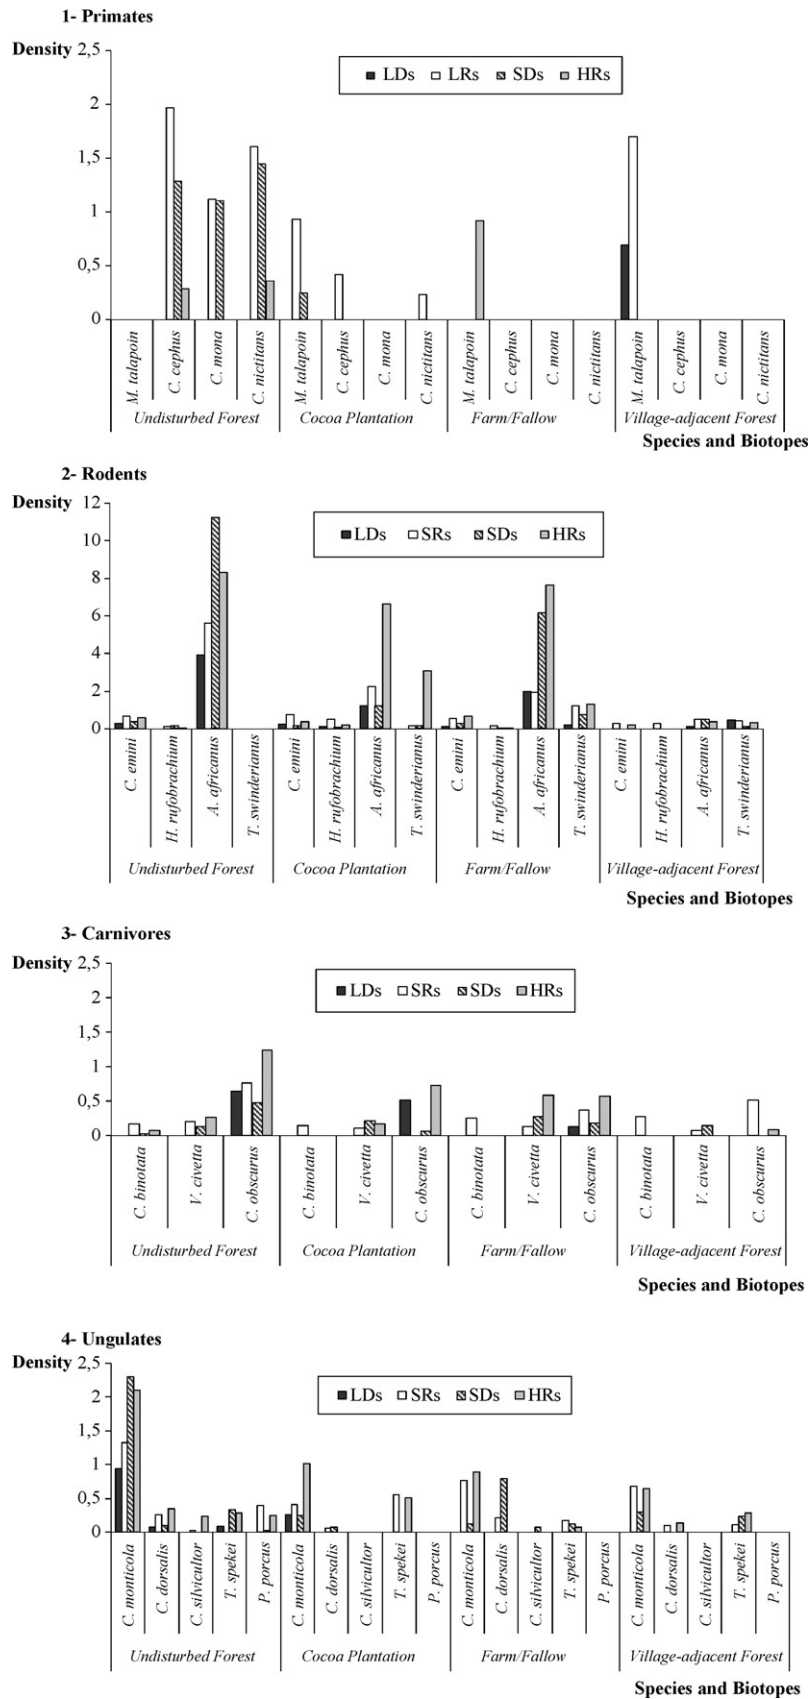 1- Primates
Density 2,5
LDs LRs SDs HRs
2
1,5
1
0,5
0
M. talapoin C. cephus C. mona C. nictitans M. talapoin C. cephus C. mona C. nictitans M. talapoin C. cephus C. mona C. nictitans M. talapoin C. cephus C. mona C. nictitans
Undisturbed Forest Cocoa Plantation Farm/Fallow Village-adjacent Forest
Species and Biotopes
2- Rodents
Density 12
LDs SRs SDs HRs
10
8
6
4
2
0
C. emini H. rufobrachium A. africanus T. swinderianus C. emini H. rufobrachium A. africanus T. swinderianus C. emini H. rufobrachium A. africanus T. swinderianus C. emini H. rufobrachium A. africanus T. swinderianus
Undisturbed Forest Cocoa Plantation Farm/Fallow Village-adjacent Forest
Species and Biotopes
3- Carnivores
Density 2,5
LDs SRs SDs HRs
2
1,5
1
0,5
0
C. binotata V. civetta C. obscurus C. binotata V. civetta C. obscurus C. binotata V. civetta C. obscurus C. binotata V. civetta C. obscurus
Undisturbed Forest Cocoa Plantation Farm/Fallow Village-adjacent Forest
Species and Biotopes
4- Ungulates
Density 2,5
LDs SRs SDs HRs
2
1,5
1
0,5
0
C. monticola C. dorsalis C. silvicultor T. spekei P. porcus C. monticola C. dorsalis C. silvicultor T. spekei P. porcus C. monticola C. dorsalis C. silvicultor T. spekei P. porcus C. monticola C. dorsalis C. silvicultor T. spekei P. porcus
Undisturbed Forest Cocoa Plantation Farm/Fallow Village-adjacent Forest
Species and Biotopes